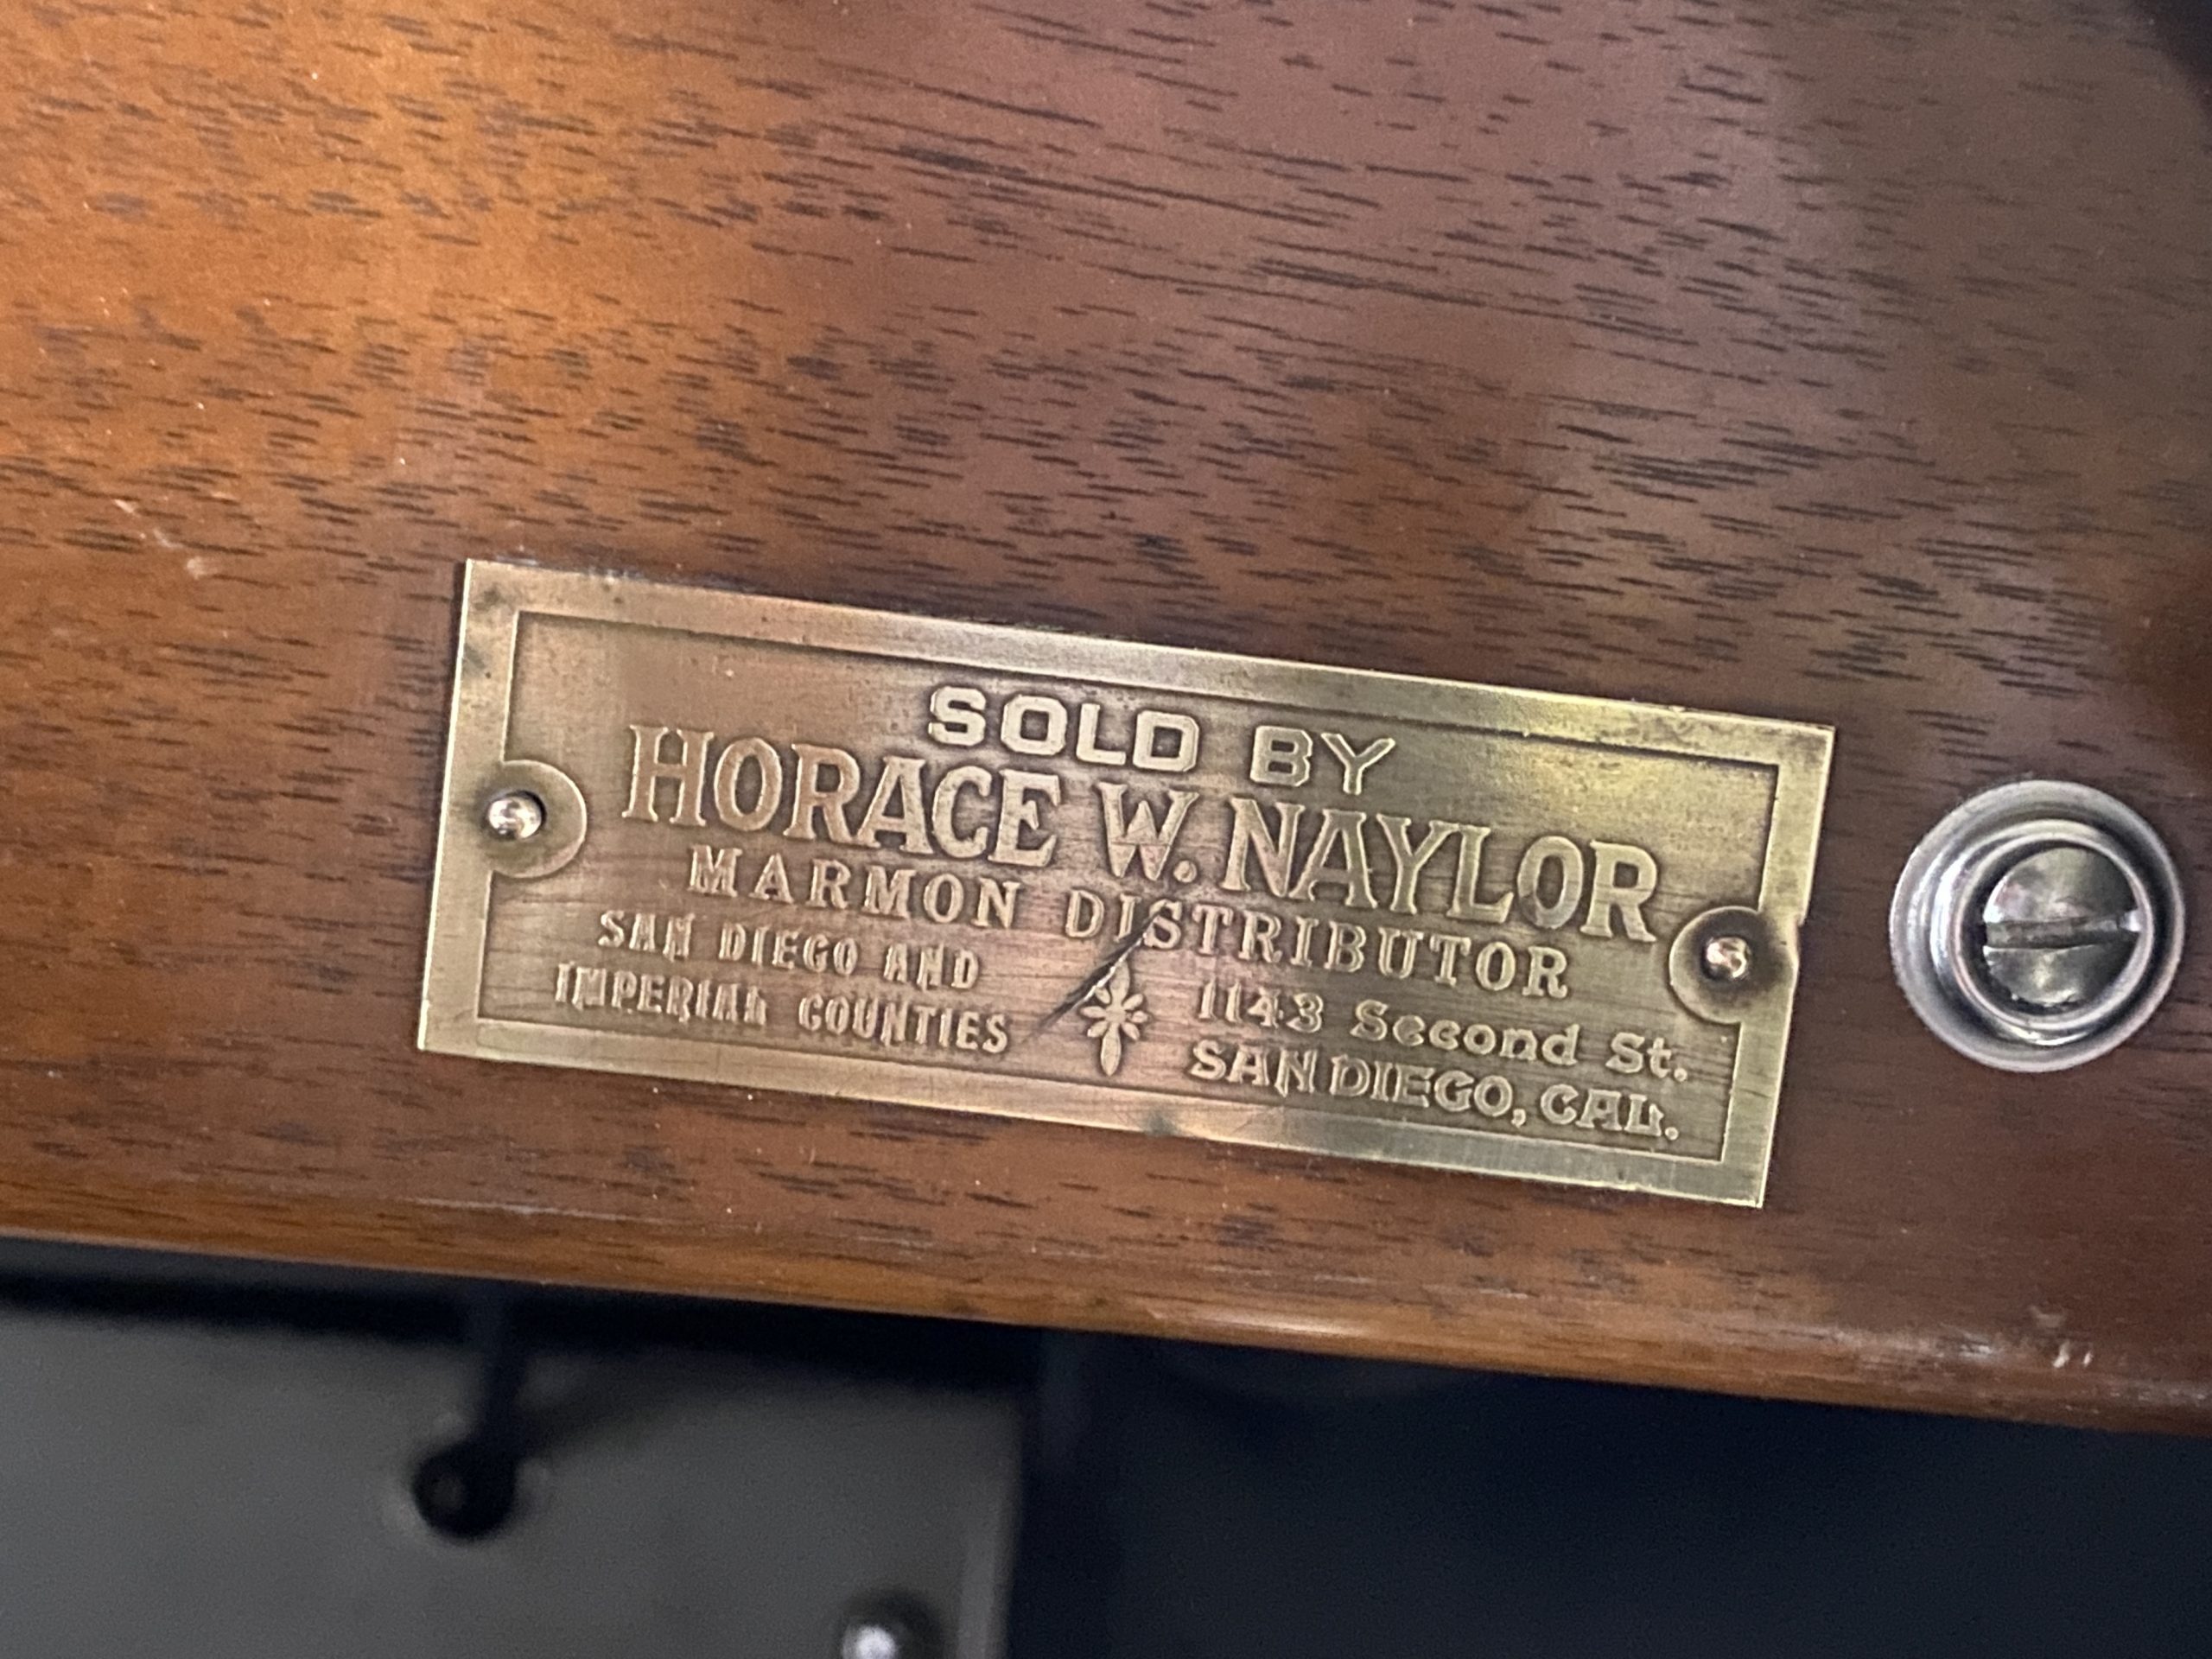 SOLD BY
HORACE W. NAYLOR
MARMON DISTRIBUTOR
SAN DIEGO AND
IMPERIAL COUNTIES
1143 Second St.
SAN DIEGO, CAL.